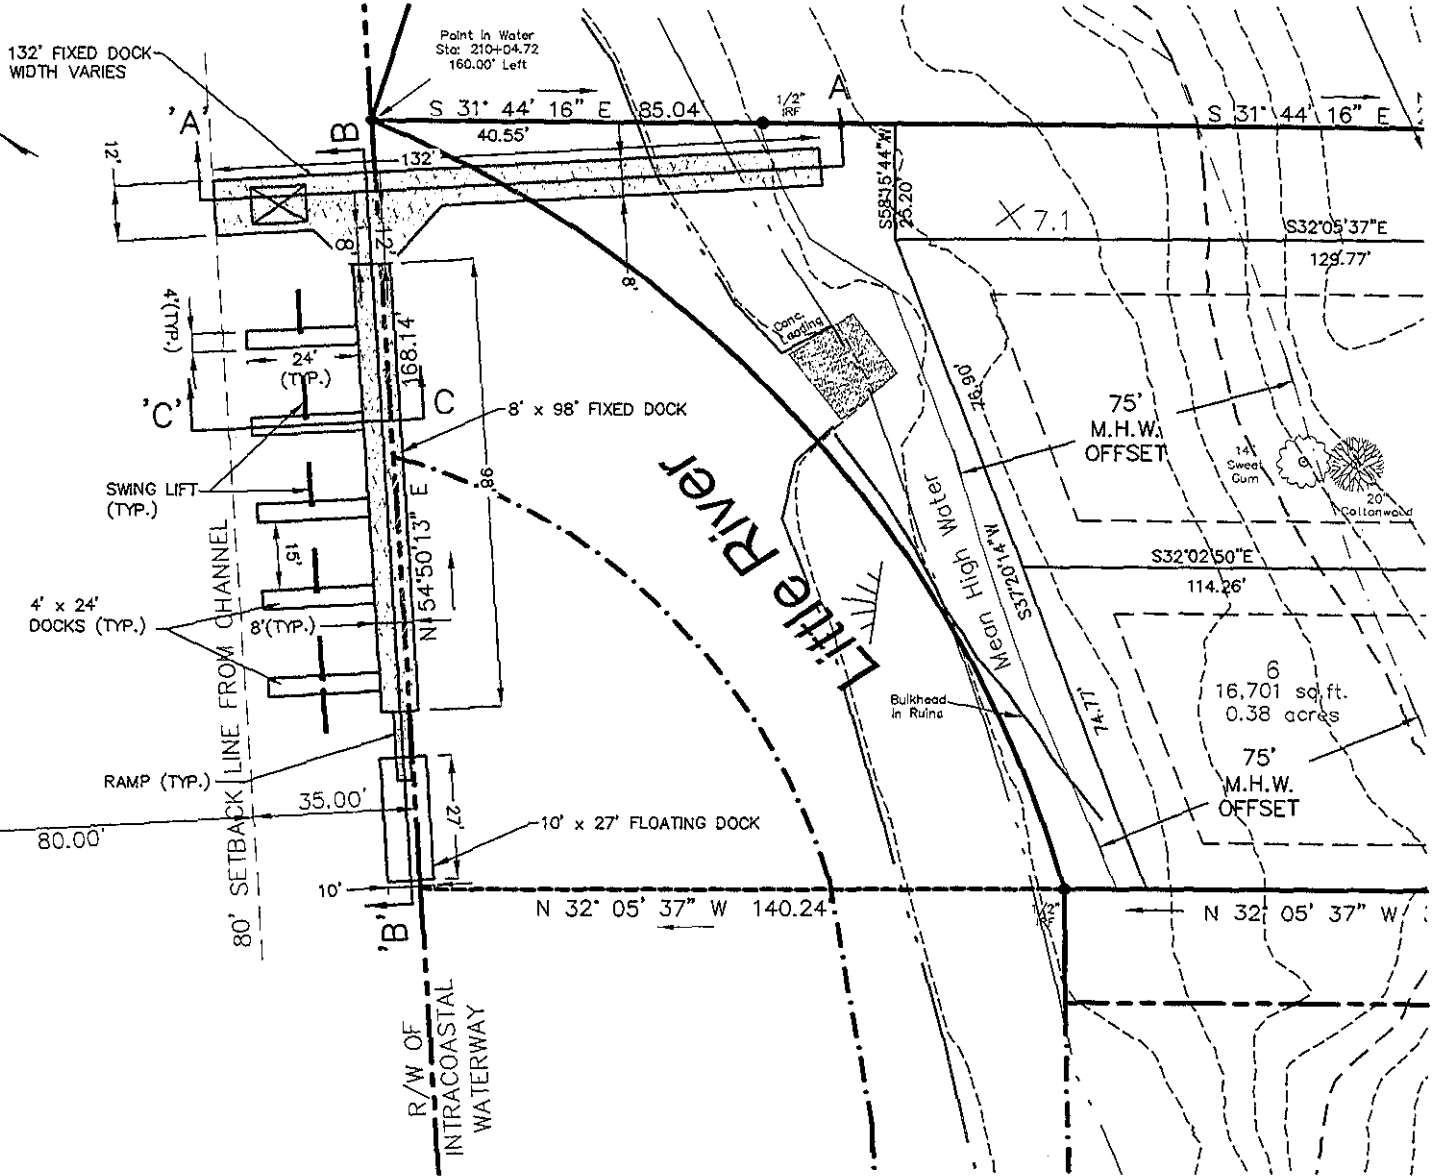 132' FIXED DOCK
WIDTH VARIES
Point in Water
Sta: 210+04.72
160.00' Left
'A'
B
S 31° 44' 16" E 85.04
1/2"
IRF
A
S 31° 44' 16" E
40.55'
132'
12'
S58°15'44"W
25.20'
7.1
S32°05'37"E
129.77'
8'
12'
8'
4'(TYP.)
24'
(TYP.)
168.14'
Conc.
Landing
'C'
C
8' x 98' FIXED DOCK
76.90'
75'
M.H.W.
OFFSET
14"
Sweet
Gum
20"
Cottonwood
SWING LIFT
(TYP.)
98'
15'
N 54°50'13" E
Little River
Mean High Water
S37°20'14"W
S32°02'50"E
114.26'
4' x 24'
DOCKS (TYP.)
8'(TYP.)
6
16,701 sq.ft.
0.38 acres
Bulkhead
in Ruins
74.77'
75'
M.H.W.
OFFSET
RAMP (TYP.)
80' SETBACK LINE FROM CHANNEL
35.00'
80.00'
27'
10' x 27' FLOATING DOCK
10'
'B'
N 32° 05' 37" W 140.24
1/2"
N 32° 05' 37" W
R/W OF
INTRACOASTAL
WATERWAY